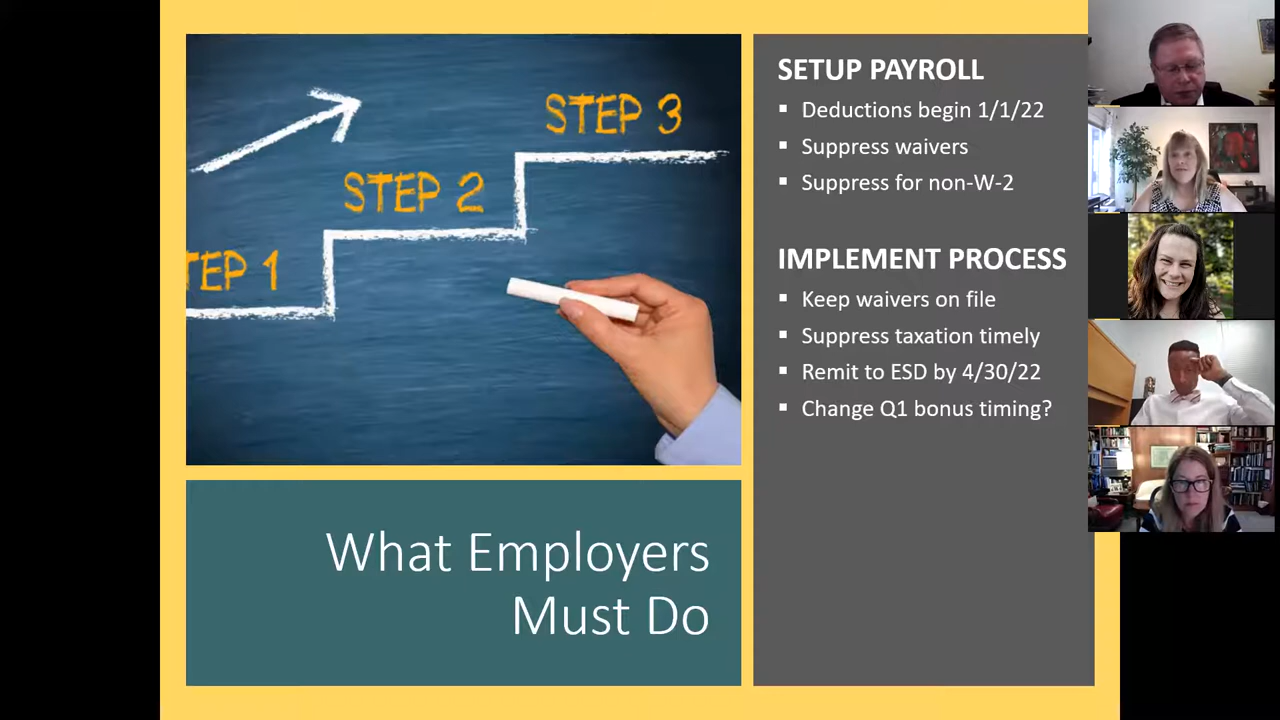 STEP 3
STEP 2
TEP 1
What Employers
Must Do
SETUP PAYROLL
▪ Deductions begin 1/1/22
▪ Suppress waivers
▪ Suppress for non-W-2
IMPLEMENT PROCESS
▪ Keep waivers on file
▪ Suppress taxation timely
▪ Remit to ESD by 4/30/22
▪ Change Q1 bonus timing?